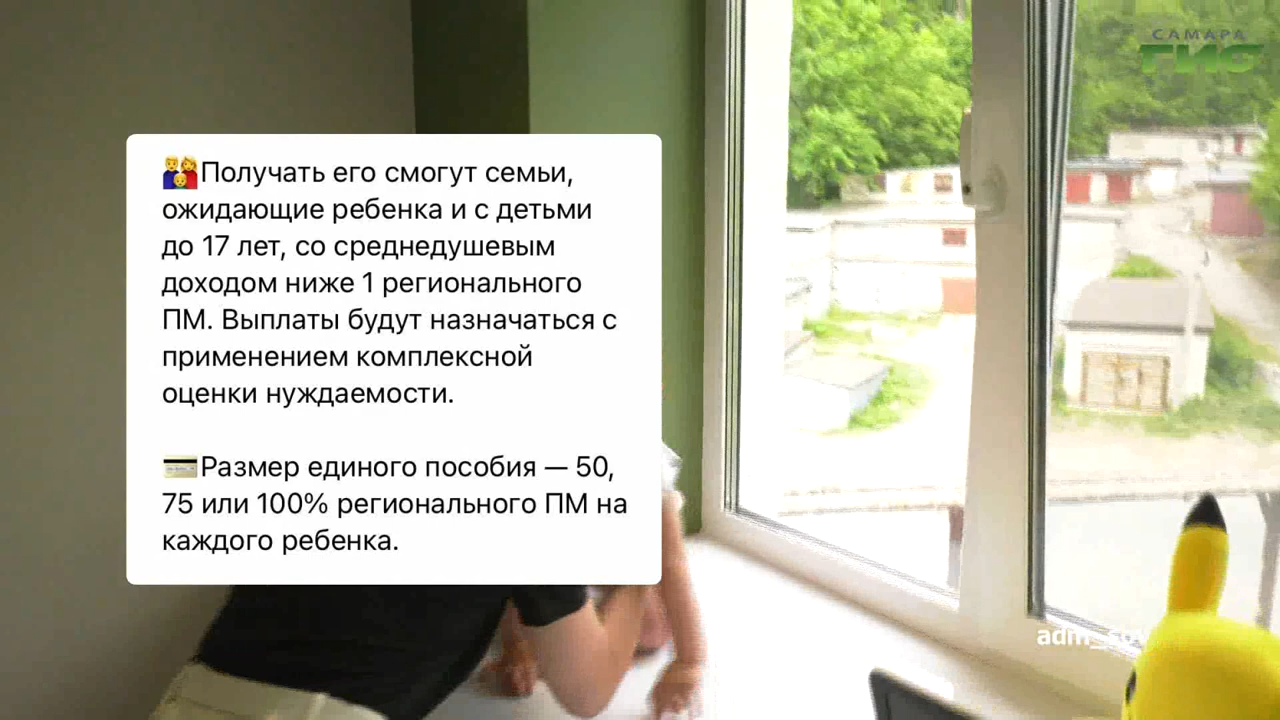 САМАРА
ГИС
👨‍👩‍👦Получать его смогут семьи,
ожидающие ребенка и с детьми
до 17 лет, со среднедушевым
доходом ниже 1 регионального
ПМ. Выплаты будут назначаться с
применением комплексной
оценки нуждаемости.
💳Размер единого пособия — 50,
75 или 100% регионального ПМ на
каждого ребенка.